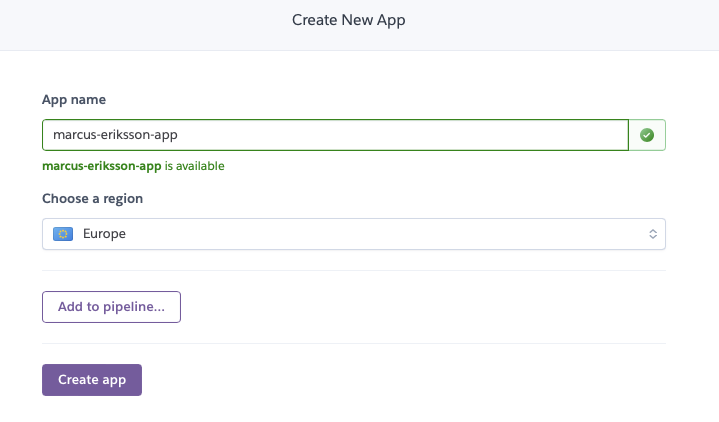 Create New App
App name
marcus-eriksson-app
marcus-eriksson-app is available
Choose a region
Europe
Add to pipeline...
Create app